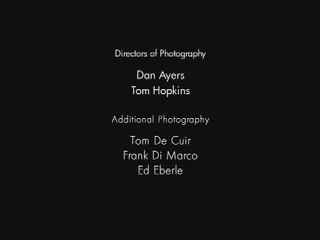 Directors of Photography
Dan Ayers
Tom Hopkins
Additional Photography
Tom De Cuir
Frank Di Marco
Ed Eberle